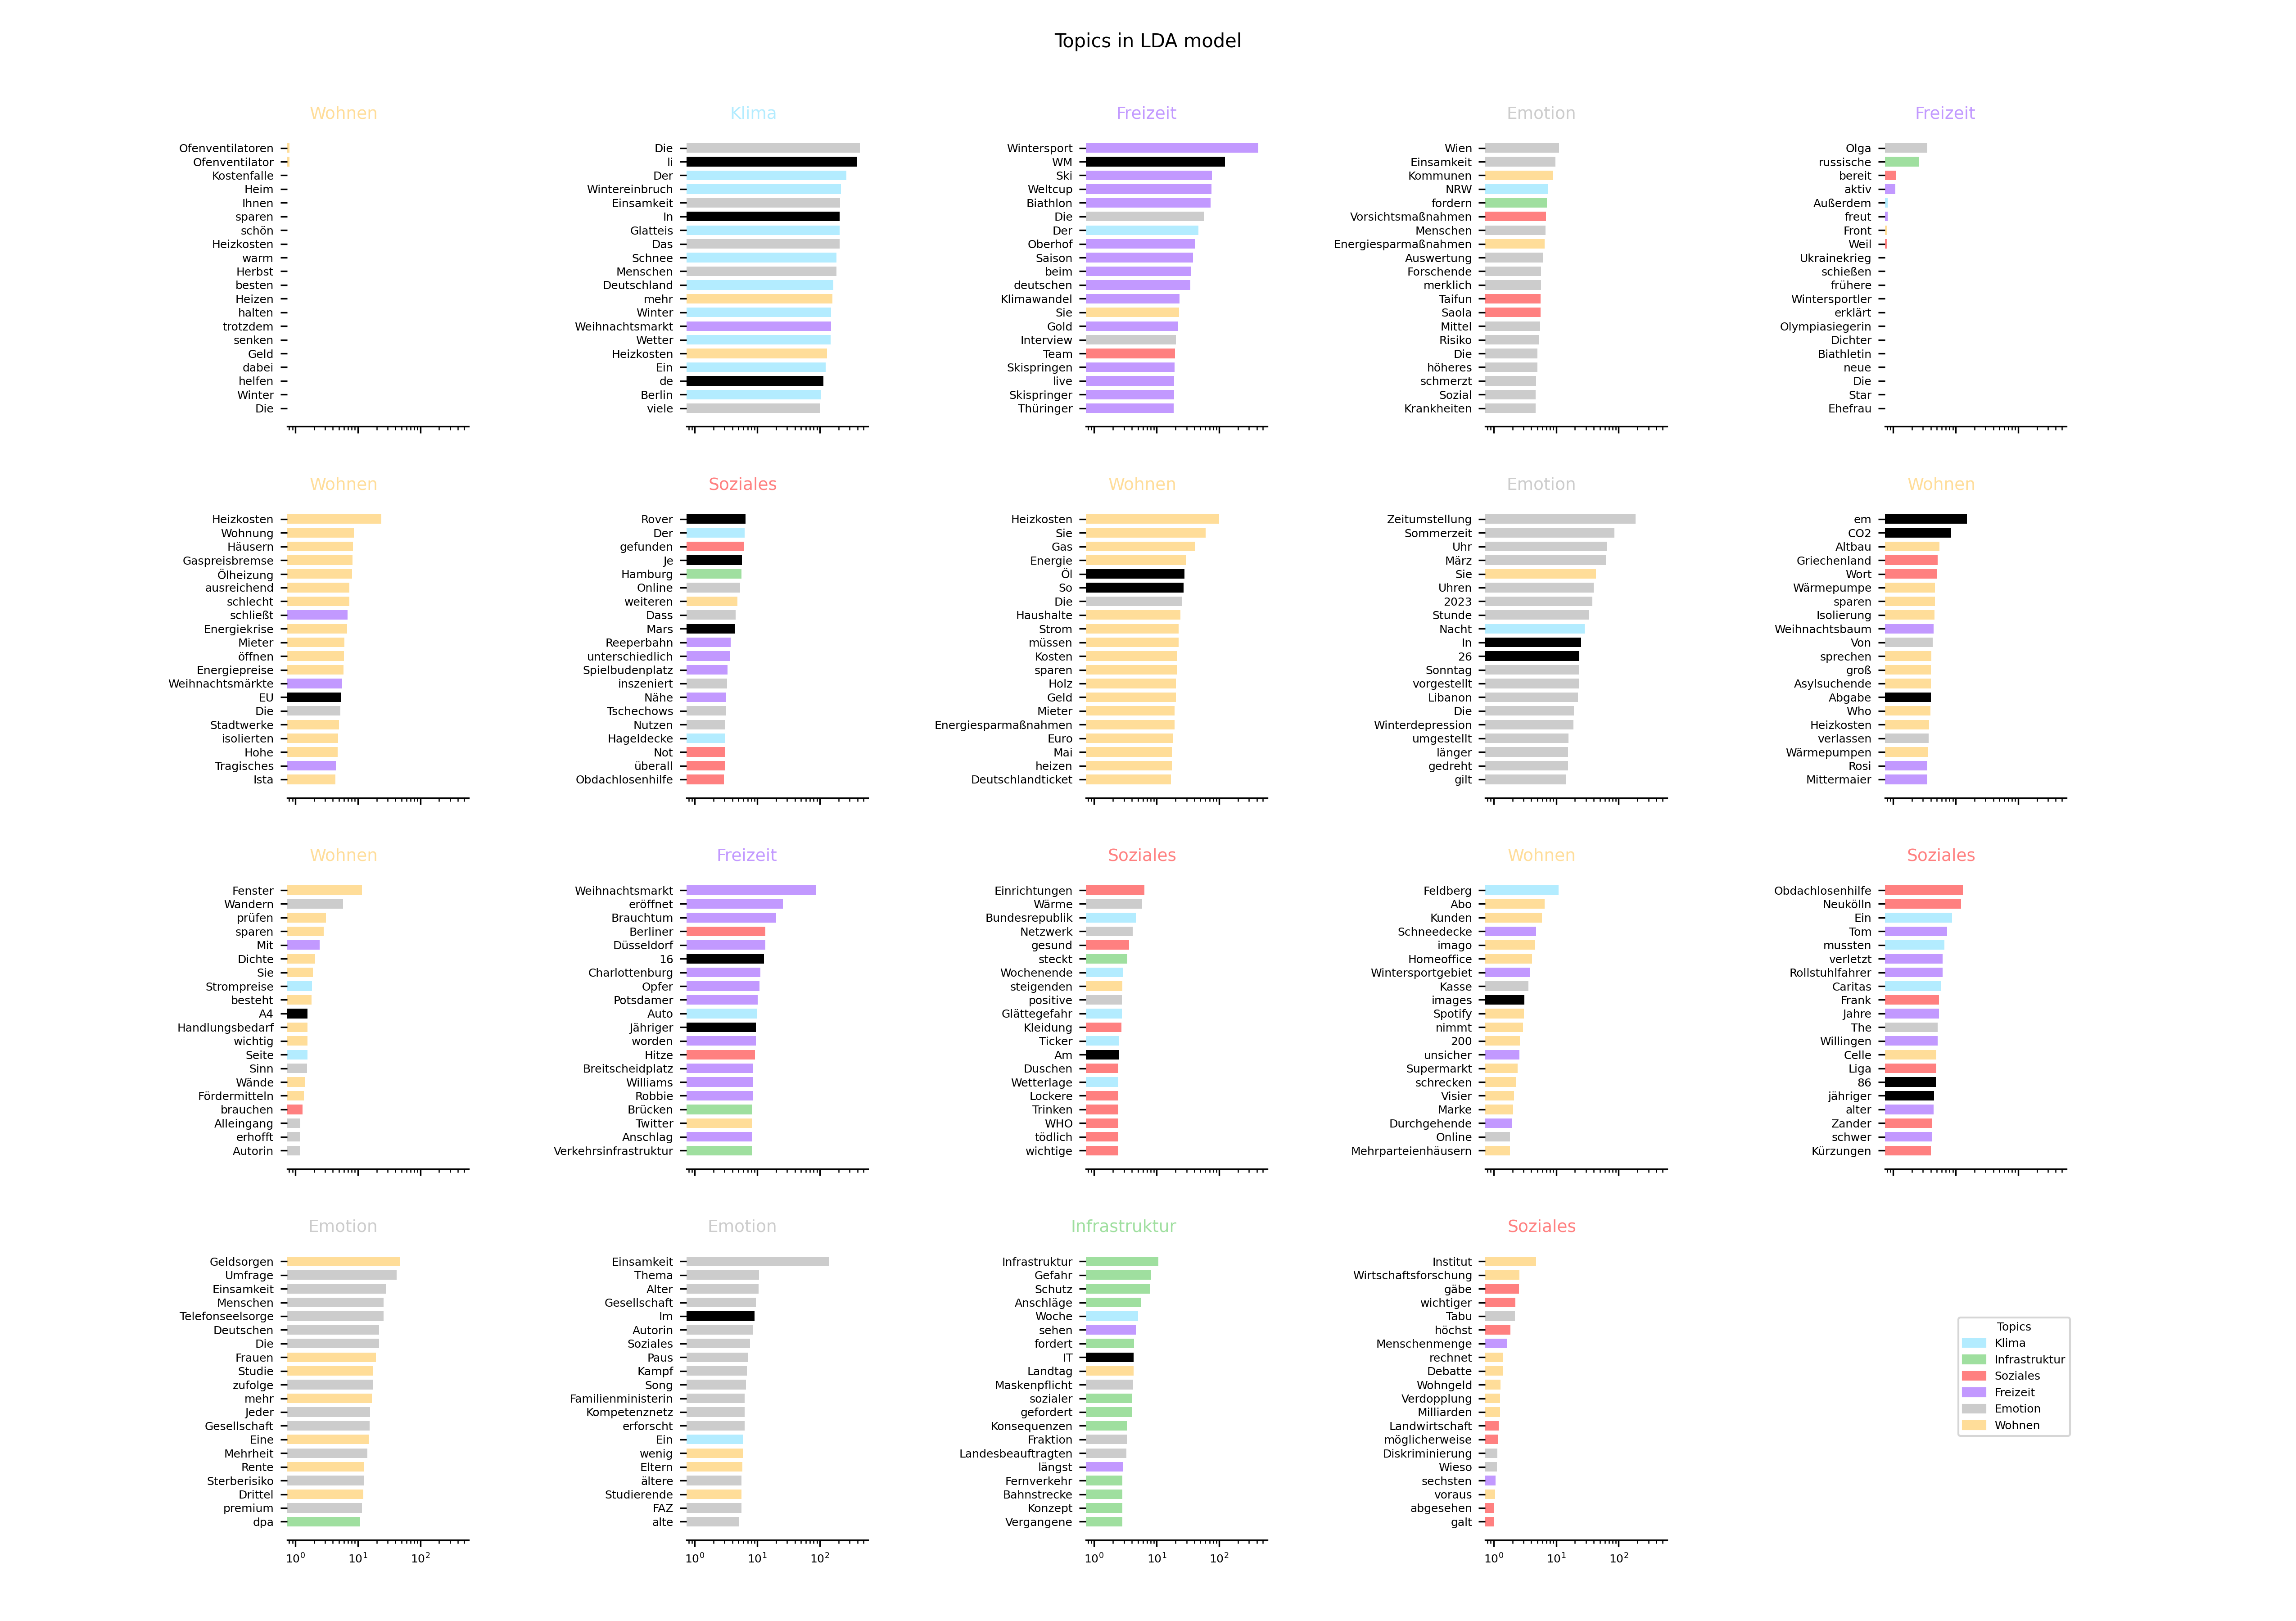 Topics in LDA model
Wohnen
Ofenventilatoren
Ofenventilator
Kostenfalle
Heim
Ihnen
sparen
schön
Heizkosten
warm
Herbst
besten
Heizen
halten
trotzdem
senken
Geld
dabei
helfen
Winter
Die
Klima
Die
li
Der
Wintereinbruch
Einsamkeit
In
Glatteis
Das
Schnee
Menschen
Deutschland
mehr
Winter
Weihnachtsmarkt
Wetter
Heizkosten
Ein
de
Berlin
viele
Freizeit
Wintersport
WM
Ski
Weltcup
Biathlon
Die
Der
Oberhof
Saison
beim
deutschen
Klimawandel
Sie
Gold
Interview
Team
Skispringen
live
Skispringer
Thüringer
Emotion
Wien
Einsamkeit
Kommunen
NRW
fordern
Vorsichtsmaßnahmen
Menschen
Energiesparmaßnahmen
Auswertung
Forschende
merklich
Taifun
Saola
Mittel
Risiko
Die
höheres
schmerzt
Sozial
Krankheiten
Freizeit
Olga
russische
bereit
aktiv
Außerdem
freut
Front
Weil
Ukrainekrieg
schießen
frühere
Wintersportler
erklärt
Olympiasiegerin
Dichter
Biathletin
neue
Die
Star
Ehefrau
Wohnen
Heizkosten
Wohnung
Häusern
Gaspreisbremse
Ölheizung
ausreichend
schlecht
schließt
Energiekrise
Mieter
öffnen
Energiepreise
Weihnachtsmärkte
EU
Die
Stadtwerke
isolierten
Hohe
Tragisches
Ista
Soziales
Rover
Der
gefunden
Je
Hamburg
Online
weiteren
Dass
Mars
Reeperbahn
unterschiedlich
Spielbudenplatz
inszeniert
Nähe
Tschechows
Nutzen
Hageldecke
Not
überall
Obdachlosenhilfe
Wohnen
Heizkosten
Sie
Gas
Energie
Öl
So
Die
Haushalte
Strom
müssen
Kosten
sparen
Holz
Geld
Mieter
Energiesparmaßnahmen
Euro
Mai
heizen
Deutschlandticket
Emotion
Zeitumstellung
Sommerzeit
Uhr
März
Sie
Uhren
2023
Stunde
Nacht
In
26
Sonntag
vorgestellt
Libanon
Die
Winterdepression
umgestellt
länger
gedreht
gilt
Wohnen
em
CO2
Altbau
Griechenland
Wort
Wärmepumpe
sparen
Isolierung
Weihnachtsbaum
Von
sprechen
groß
Asylsuchende
Abgabe
Who
Heizkosten
verlassen
Wärmepumpen
Rosi
Mittermaier
Wohnen
Fenster
Wandern
prüfen
sparen
Mit
Dichte
Sie
Strompreise
besteht
A4
Handlungsbedarf
wichtig
Seite
Sinn
Wände
Fördermitteln
brauchen
Alleingang
erhofft
Autorin
Freizeit
Weihnachtsmarkt
eröffnet
Brauchtum
Berliner
Düsseldorf
16
Charlottenburg
Opfer
Potsdamer
Auto
Jähriger
worden
Hitze
Breitscheidplatz
Williams
Robbie
Brücken
Twitter
Anschlag
Verkehrsinfrastruktur
Soziales
Einrichtungen
Wärme
Bundesrepublik
Netzwerk
gesund
steckt
Wochenende
steigenden
positive
Glättegefahr
Kleidung
Ticker
Am
Duschen
Wetterlage
Lockere
Trinken
WHO
tödlich
wichtige
Wohnen
Feldberg
Abo
Kunden
Schneedecke
imago
Homeoffice
Wintersportgebiet
Kasse
images
Spotify
nimmt
200
unsicher
Supermarkt
schrecken
Visier
Marke
Durchgehende
Online
Mehrparteienhäusern
Soziales
Obdachlosenhilfe
Neukölln
Ein
Tom
mussten
verletzt
Rollstuhlfahrer
Caritas
Frank
Jahre
The
Willingen
Celle
Liga
86
jähriger
alter
Zander
schwer
Kürzungen
Emotion
Geldsorgen
Umfrage
Einsamkeit
Menschen
Telefonseelsorge
Deutschen
Die
Frauen
Studie
zufolge
mehr
Jeder
Gesellschaft
Eine
Mehrheit
Rente
Sterberisiko
Drittel
premium
dpa
10⁰ 10¹ 10²
Emotion
Einsamkeit
Thema
Alter
Gesellschaft
Im
Autorin
Soziales
Paus
Kampf
Song
Familienministerin
Kompetenznetz
erforscht
Ein
wenig
Eltern
ältere
Studierende
FAZ
alte
10⁰ 10¹ 10²
Infrastruktur
Infrastruktur
Gefahr
Schutz
Anschläge
Woche
sehen
fordert
IT
Landtag
Maskenpflicht
sozialer
gefordert
Konsequenzen
Fraktion
Landesbeauftragten
längst
Fernverkehr
Bahnstrecke
Konzept
Vergangene
10⁰ 10¹ 10²
Soziales
Institut
Wirtschaftsforschung
gäbe
wichtiger
Tabu
höchst
Menschenmenge
rechnet
Debatte
Wohngeld
Verdopplung
Milliarden
Landwirtschaft
möglicherweise
Diskriminierung
Wieso
sechsten
voraus
abgesehen
galt
10⁰ 10¹ 10²
Topics
Klima
Infrastruktur
Soziales
Freizeit
Emotion
Wohnen